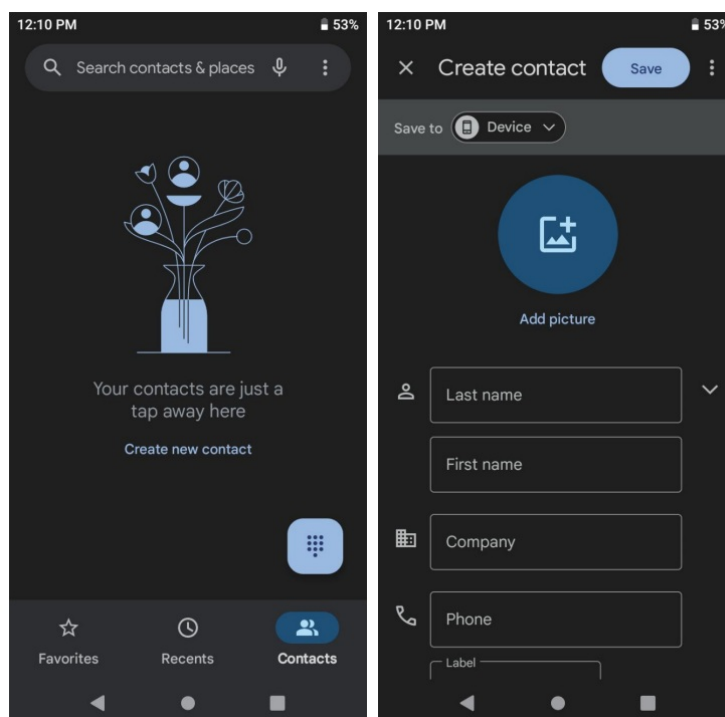 12:10 PM
53%
Search contacts & places
Your contacts are just a
tap away here
Create new contact
Favorites
Recents
Contacts
12:10 PM
53%
Create contact
Save
Save to
Device
Add picture
Last name
First name
Company
Phone
Label